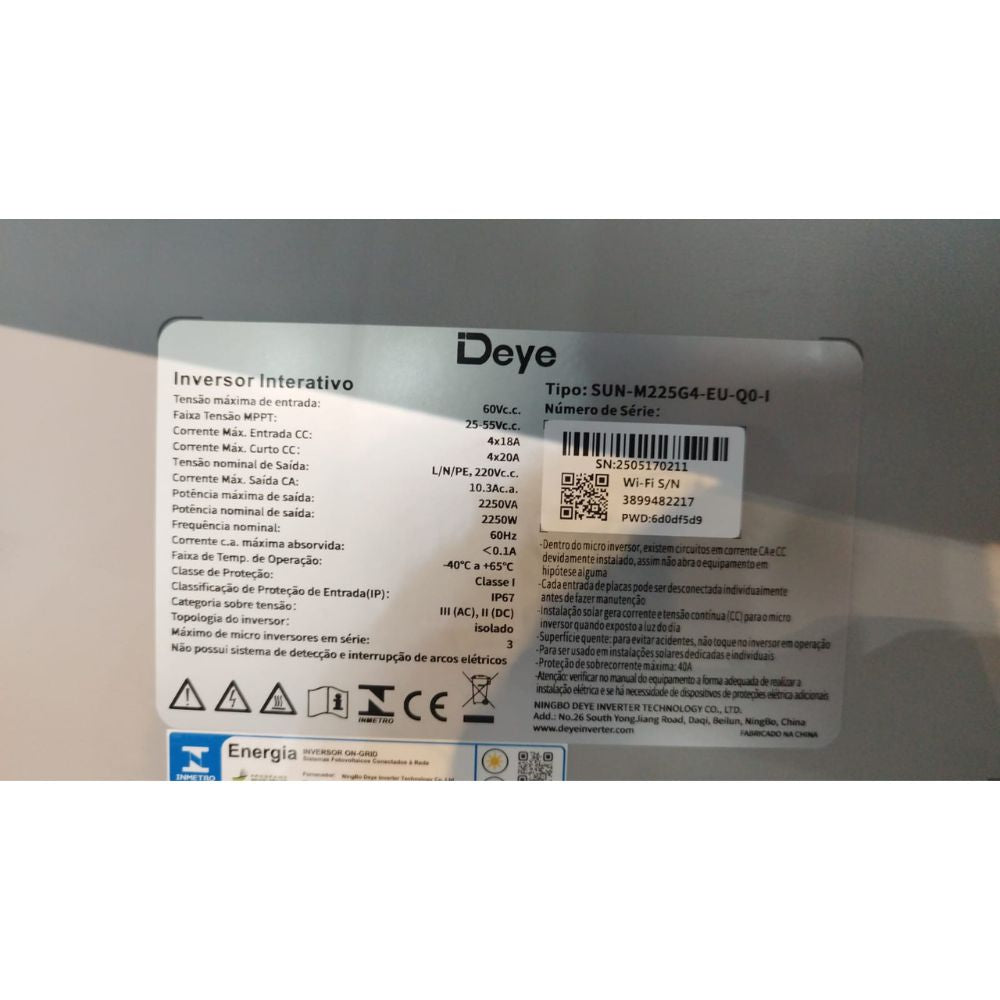 Deye
Inversor Interativo
Tensão máxima de entrada: 60Vc.c.
Faixa Tensão MPPT: 25-55Vc.c.
Corrente Máx. Entrada CC: 4x18A
Corrente Máx. Curto CC: 4x20A
Tensão nominal de Saída: L/N/PE, 220Vc.c.
Corrente Máx. Saída CA: 10.3Ac.a.
Potência máxima de saída: 2250VA
Potência nominal de saída: 2250W
Frequência nominal: 60Hz
Corrente c.a. máxima absorvida: <0.1A
Faixa de Temp. de Operação: -40°C a +65°C
Classe de Proteção: Classe I
Classificação de Proteção de Entrada(IP): IP67
Categoria sobre tensão: III (AC), II (DC)
Topologia do inversor: isolado
Máximo de micro inversores em série: 3
Não possui sistema de detecção e interrupção de arcos elétricos
INMETRO
CE
Tipo: SUN-M225G4-EU-Q0-I
Número de Série:
SN:2505170211
Wi-Fi S/N
3899482217
PWD:6d0df5d9
-Dentro do micro inversor, existem circuitos em corrente CA e CC
devidamente instalado, assim não abra o equipamento em
hipótese alguma
-Cada entrada de placas pode ser desconectada individualmente
antes de fazer manutenção
-Instalação solar gera corrente e tensão contínua (CC) para o micro
inversor quando exposto a luz do dia
-Superfície quente: para evitar acidentes, não toque no inversor em operação
-Para ser usado em instalações solares dedicadas e individuais
-Proteção de sobrecorrente máxima: 40A
-Atenção: verificar no manual do equipamento a forma adequada de realizar a
instalação elétrica e se há necessidade de dispositivos de proteções elétrica adicionais
NINGBO DEYE INVERTER TECHNOLOGY CO., LTD.
Add.: No.26 South YongJiang Road, Daqi, Beilun, NingBo, China
www.deyeinverter.com
FABRICADO NA CHINA
INMETRO
Energia
INVERSOR ON-GRID
Sistemas Fotovoltaicos Conectados à Rede
Fornecedor: NingBo Deye Inverter Technology Co.,Ltd